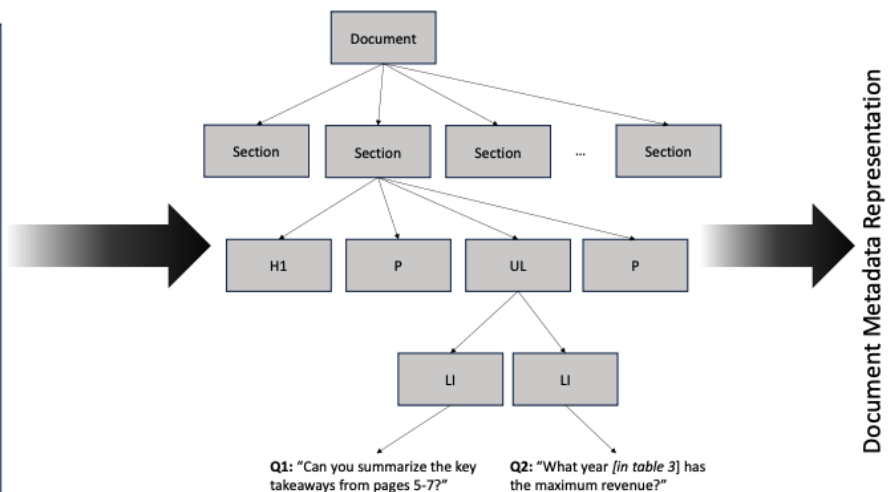 Document
Section
Section
Section
...
Section
H1
P
UL
P
LI
LI
Q1: “Can you summarize the key
takeaways from pages 5-7?”
Q2: “What year [in table 3] has
the maximum revenue?”
Document Metadata Representation